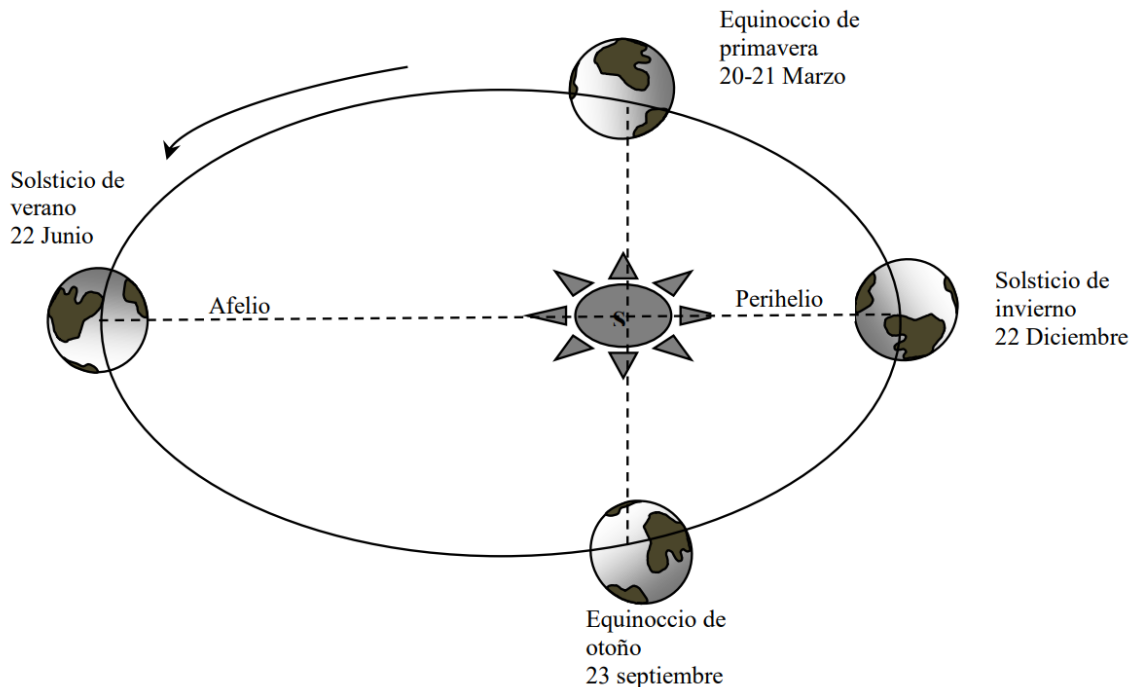 Equinoccio de
primavera
20-21 Marzo
Solsticio de
verano
22 Junio
Afelio
S
Perihelio
Solsticio de
invierno
22 Diciembre
Equinoccio de
otoño
23 septiembre